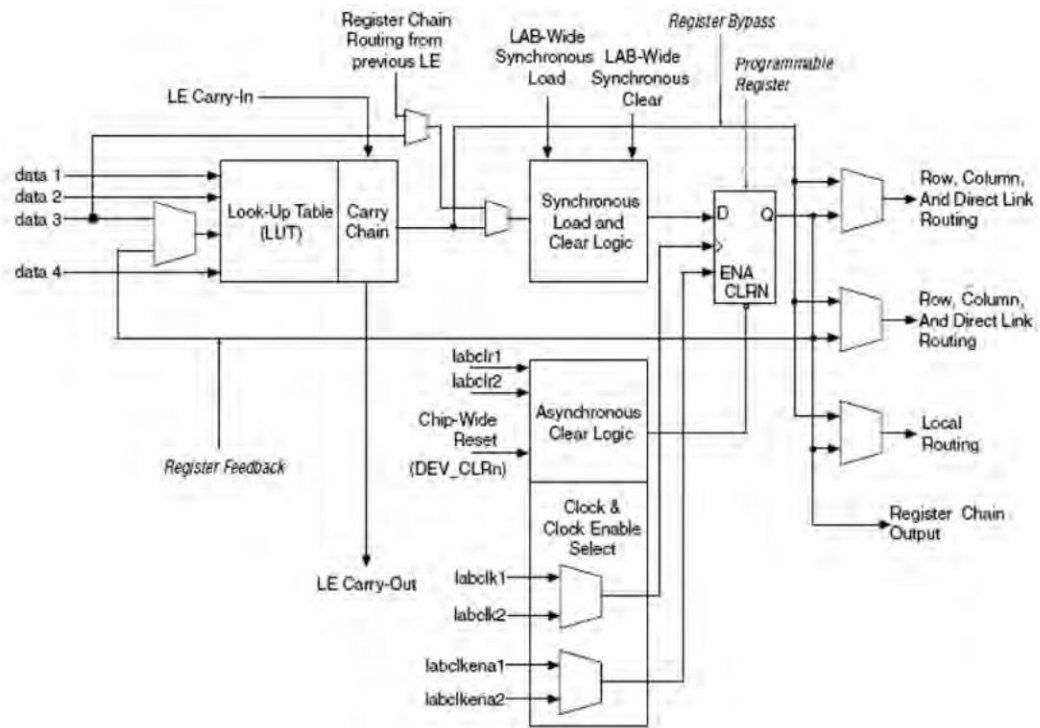 Register Chain
Routing from
previous LE
LAB-Wide
Synchronous
Load
LAB-Wide
Synchronous
Clear
Register Bypass
Programmable
Register
LE Carry-In
data 1
data 2
data 3
data 4
Look-Up Table
(LUT)
Carry
Chain
Synchronous
Load and
Clear Logic
D Q
ENA
CLRN
Row, Column,
And Direct Link
Routing
Row, Column,
And Direct Link
Routing
Local
Routing
Register Chain
Output
labclr1
labclr2
Chip-Wide
Reset
(DEV_CLRn)
Asynchronous
Clear Logic
Register Feedback
Clock &
Clock Enable
Select
LE Carry-Out
labclk1
labclk2
labclkena1
labclkena2